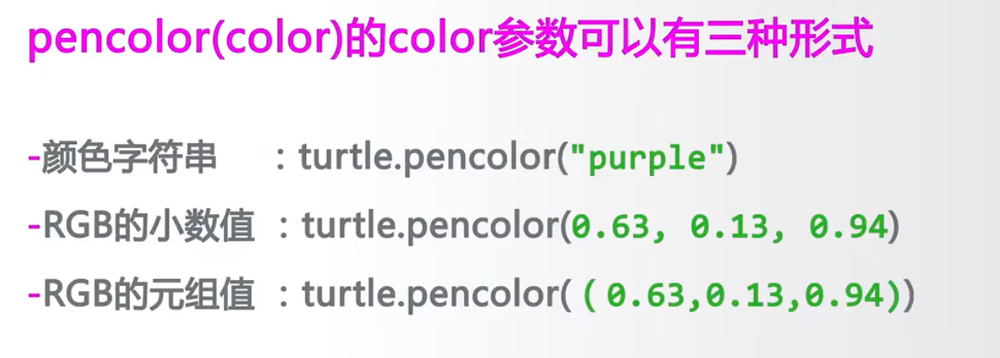 pencolor(color)的color参数可以有三种形式
-颜色字符串 : turtle.pencolor("purple")
-RGB的小数值 : turtle.pencolor(0.63, 0.13, 0.94)
-RGB的元组值 : turtle.pencolor( (0.63,0.13,0.94))